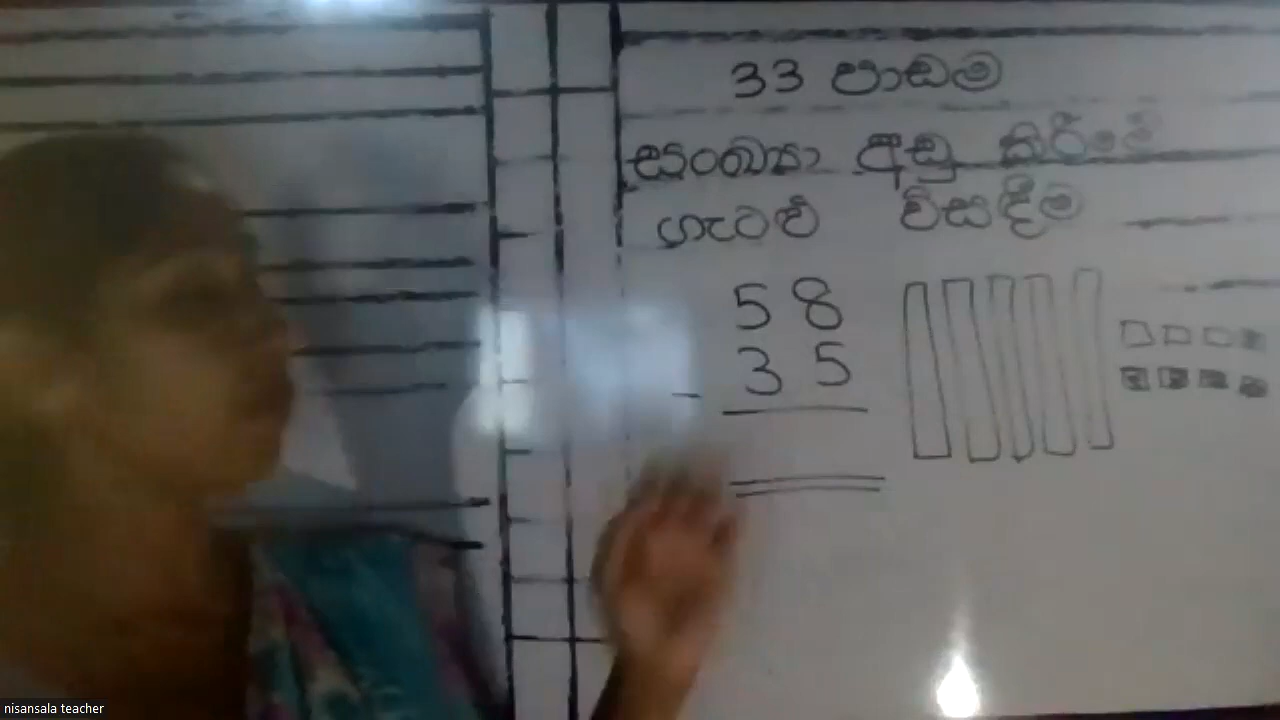 33 පාඩම
සංඛ්‍යා අඩු කිරීමේ
ගැටළු විසඳීම
58
- 35
nisansala teacher